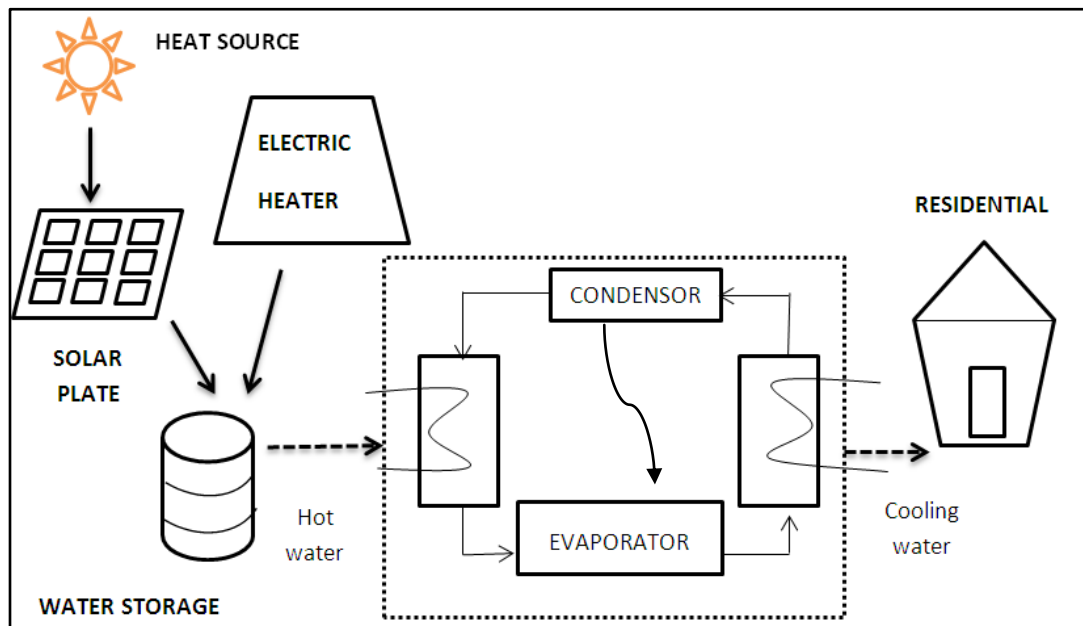 HEAT SOURCE
ELECTRIC
HEATER
RESIDENTIAL
CONDENSOR
SOLAR
PLATE
Hot
water
EVAPORATOR
Cooling
water
WATER STORAGE